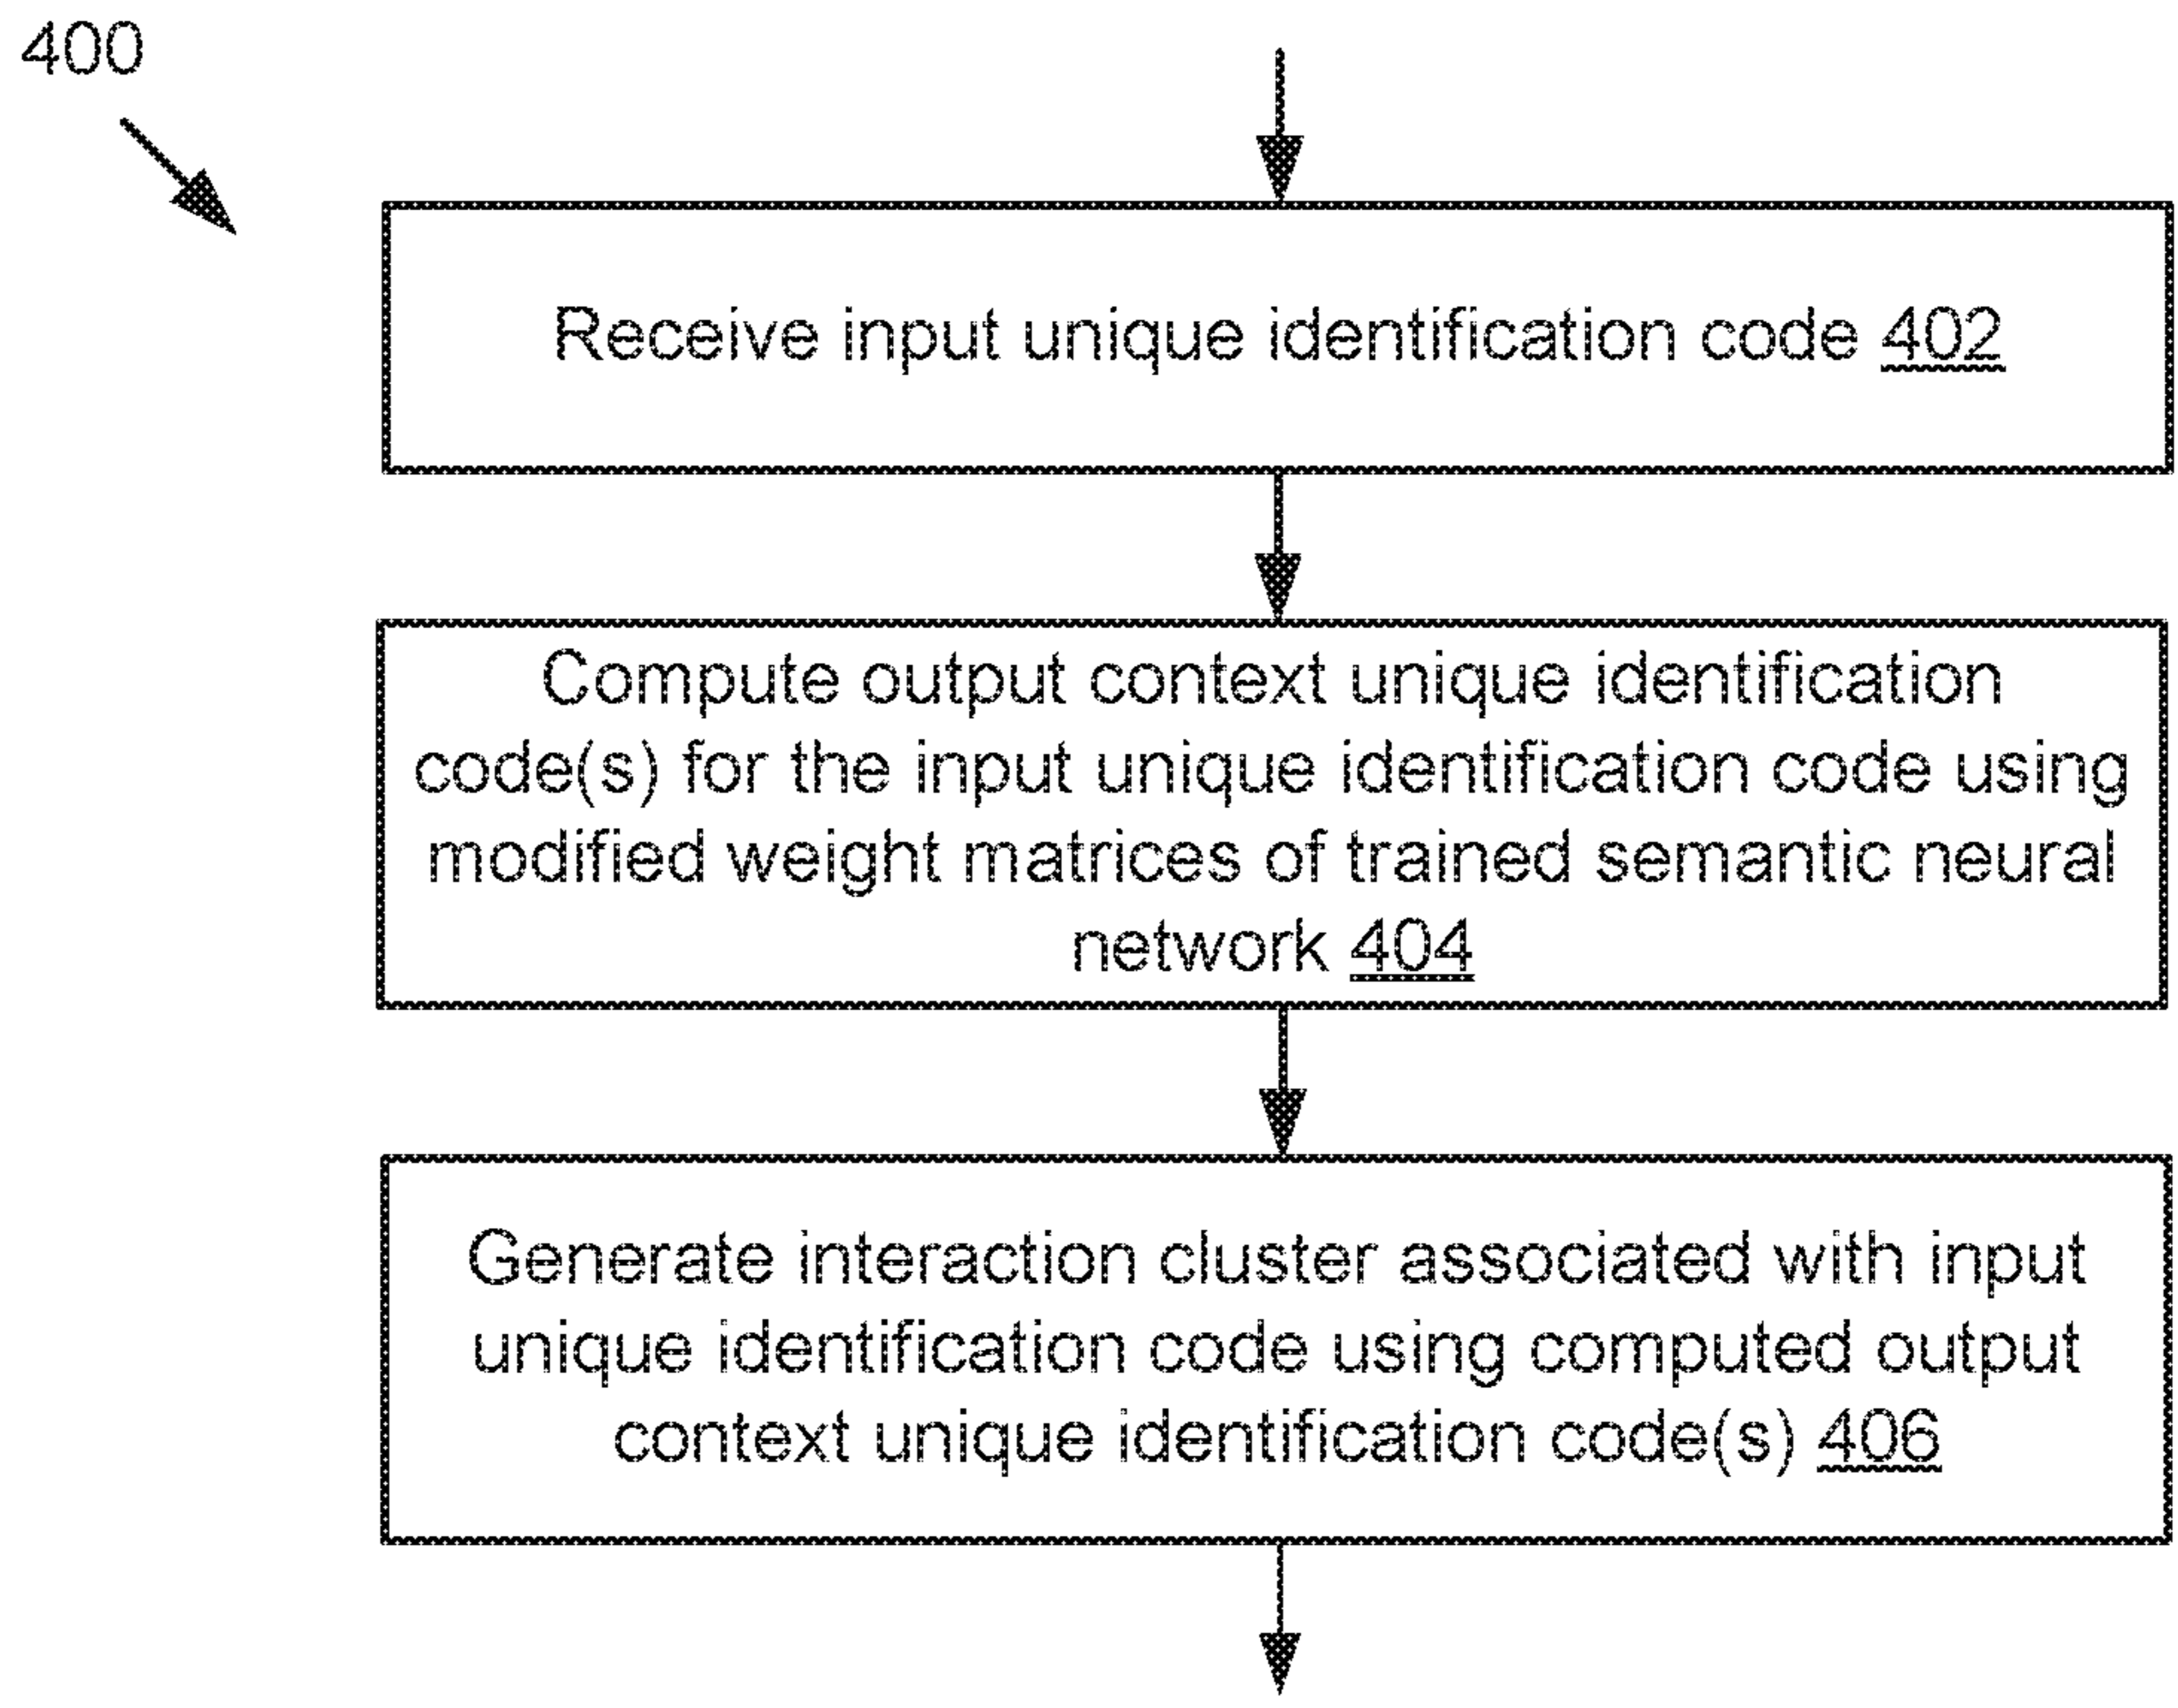 400
Receive input unique identification code 402
Compute output context unique identification
code(s) for the input unique identification code using
modified weight matrices of trained semantic neural
network 404
Generate interaction cluster associated with input
unique identification code using computed output
context unique identification code(s) 406